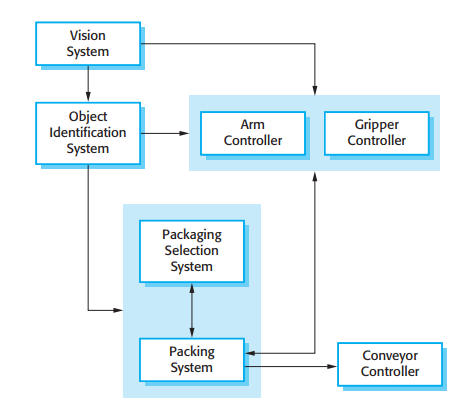 Vision
System
Object
Identification
System
Arm
Controller
Gripper
Controller
Packaging
Selection
System
Packing
System
Conveyor
Controller